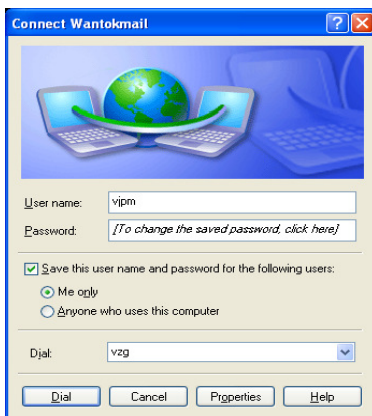 Connect Wantokmail
User name: vjpm
Password: [To change the saved password, click here]
Save this user name and password for the following users:
Me only
Anyone who uses this computer
Dial: vzg
Dial Cancel Properties Help